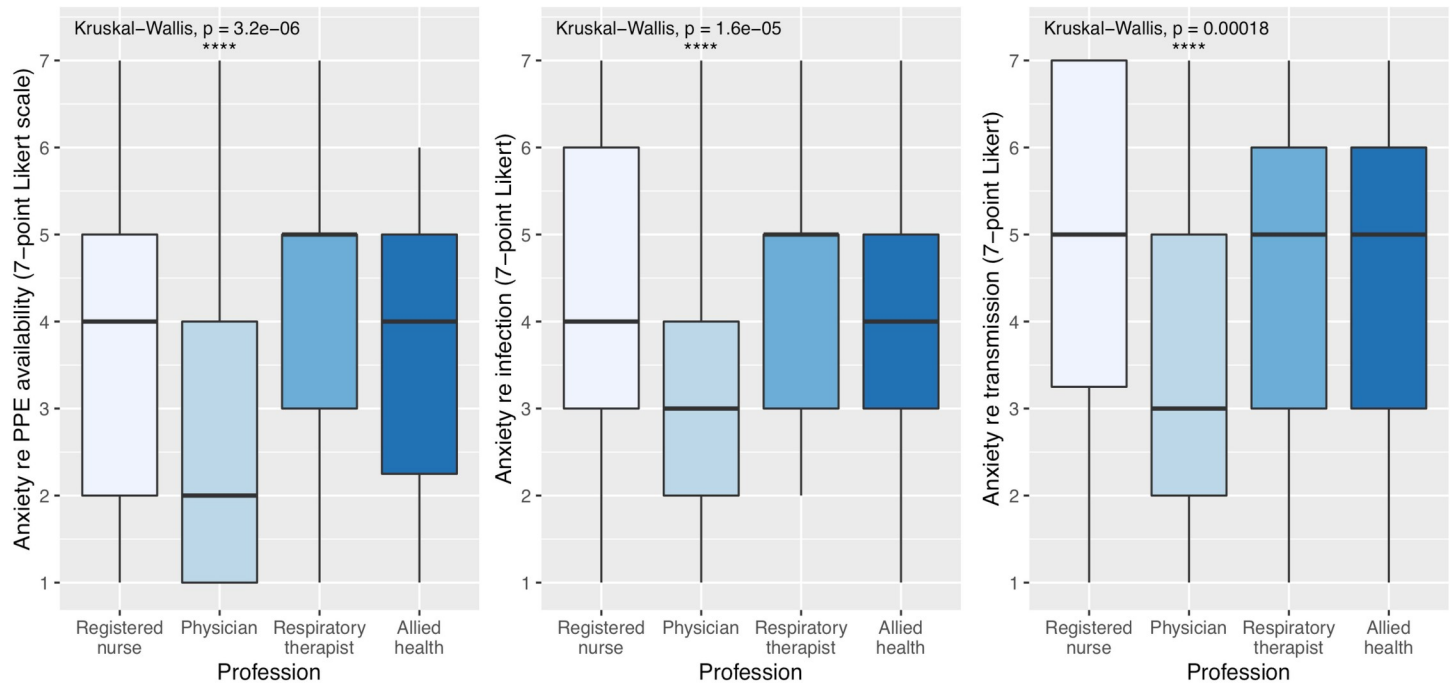 Kruskal−Wallis, p = 3.2e−06
****
Anxiety re PPE availability (7−point Likert scale)
7
6
5
4
3
2
1
Registered
nurse
Physician
Respiratory
therapist
Allied
health
Profession
Kruskal−Wallis, p = 1.6e−05
****
Anxiety re infection (7−point Likert)
7
6
5
4
3
2
1
Registered
nurse
Physician
Respiratory
therapist
Allied
health
Profession
Kruskal−Wallis, p = 0.00018
****
Anxiety re transmission (7−point Likert)
7
6
5
4
3
2
1
Registered
nurse
Physician
Respiratory
therapist
Allied
health
Profession